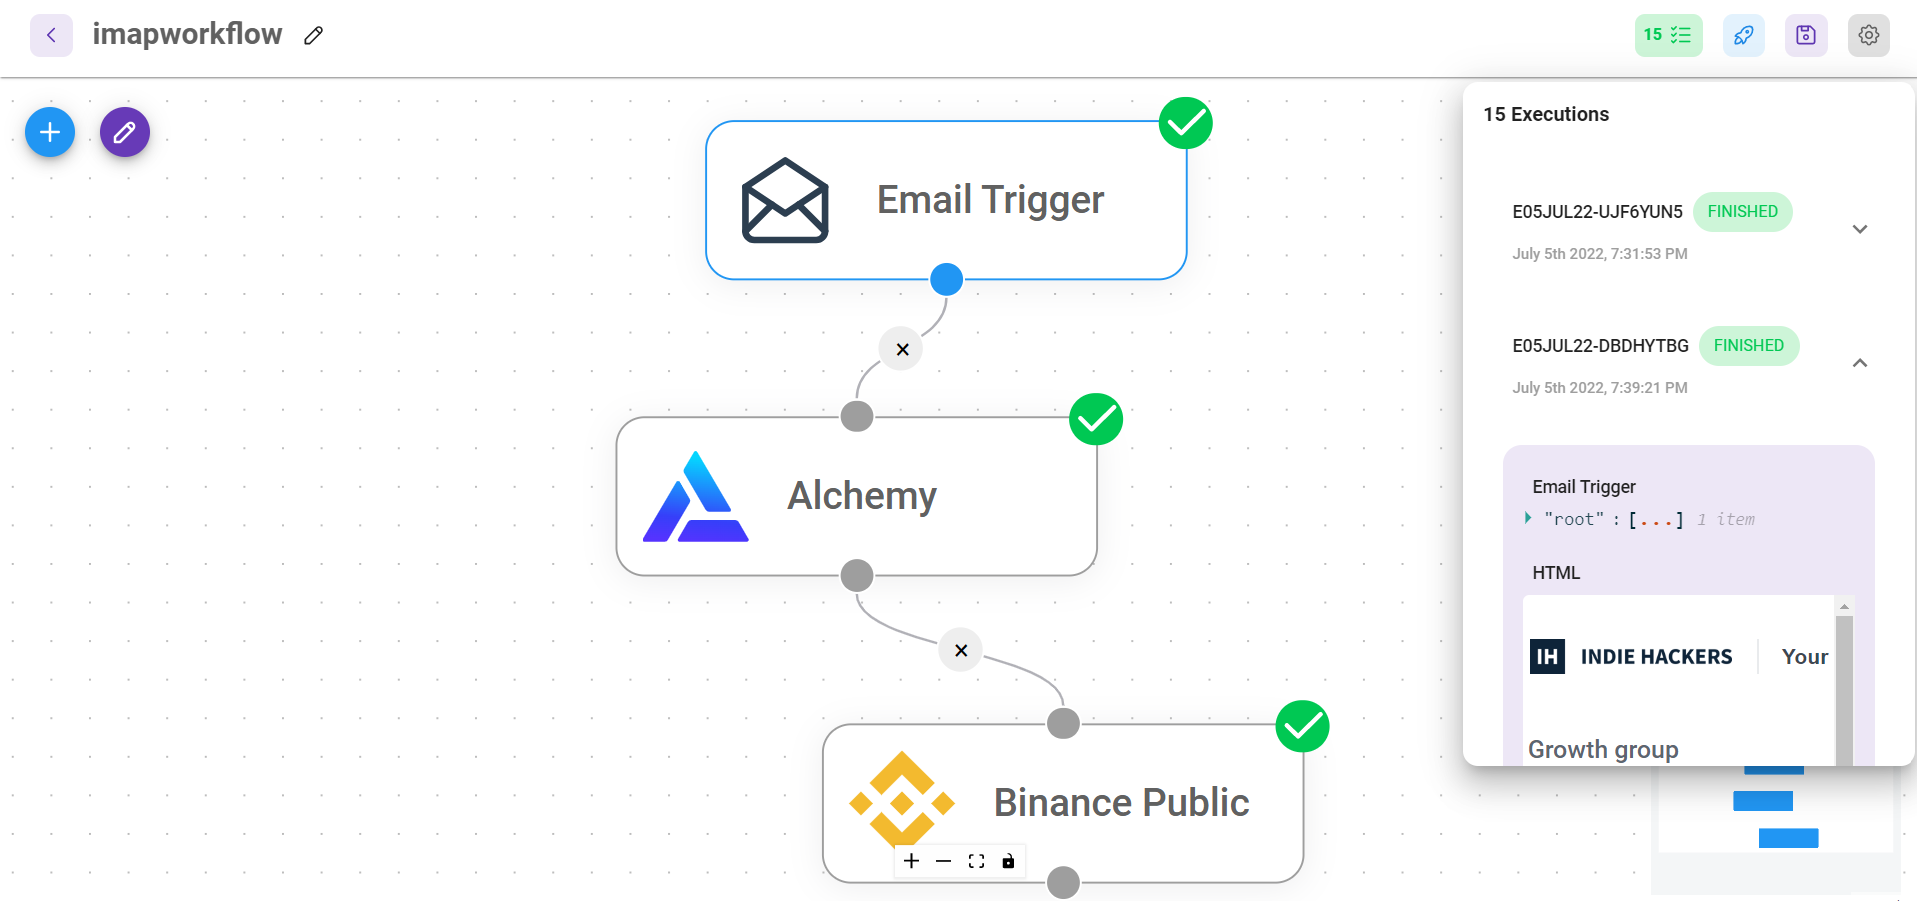 imapworkflow
15
Email Trigger
Alchemy
Binance Public
15 Executions
E05JUL22-UJF6YUN5 FINISHED
July 5th 2022, 7:31:53 PM
E05JUL22-DBDHYTBG FINISHED
July 5th 2022, 7:39:21 PM
Email Trigger
"root" : [...] 1 item
HTML
IH INDIE HACKERS Your
Growth group